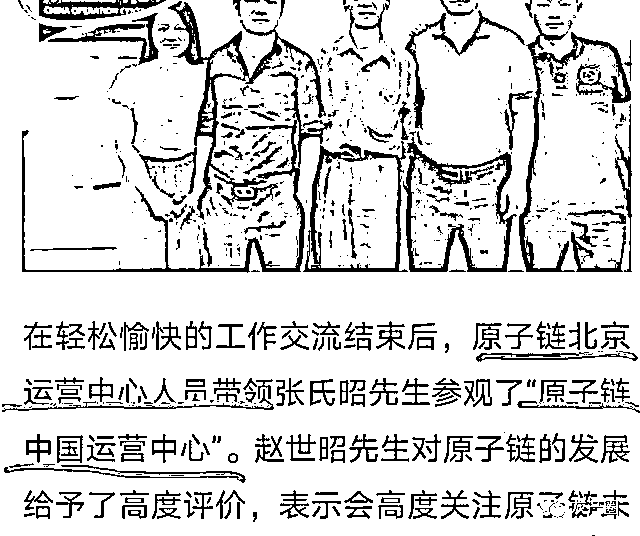 CHINA OPERATION
在轻松愉快的工作交流结束后，原子链北京
运营中心人员带领张氏昭先生参观了“原子链
中国运营中心”。赵世昭先生对原子链的发展
给予了高度评价，表示会高度关注原子链未